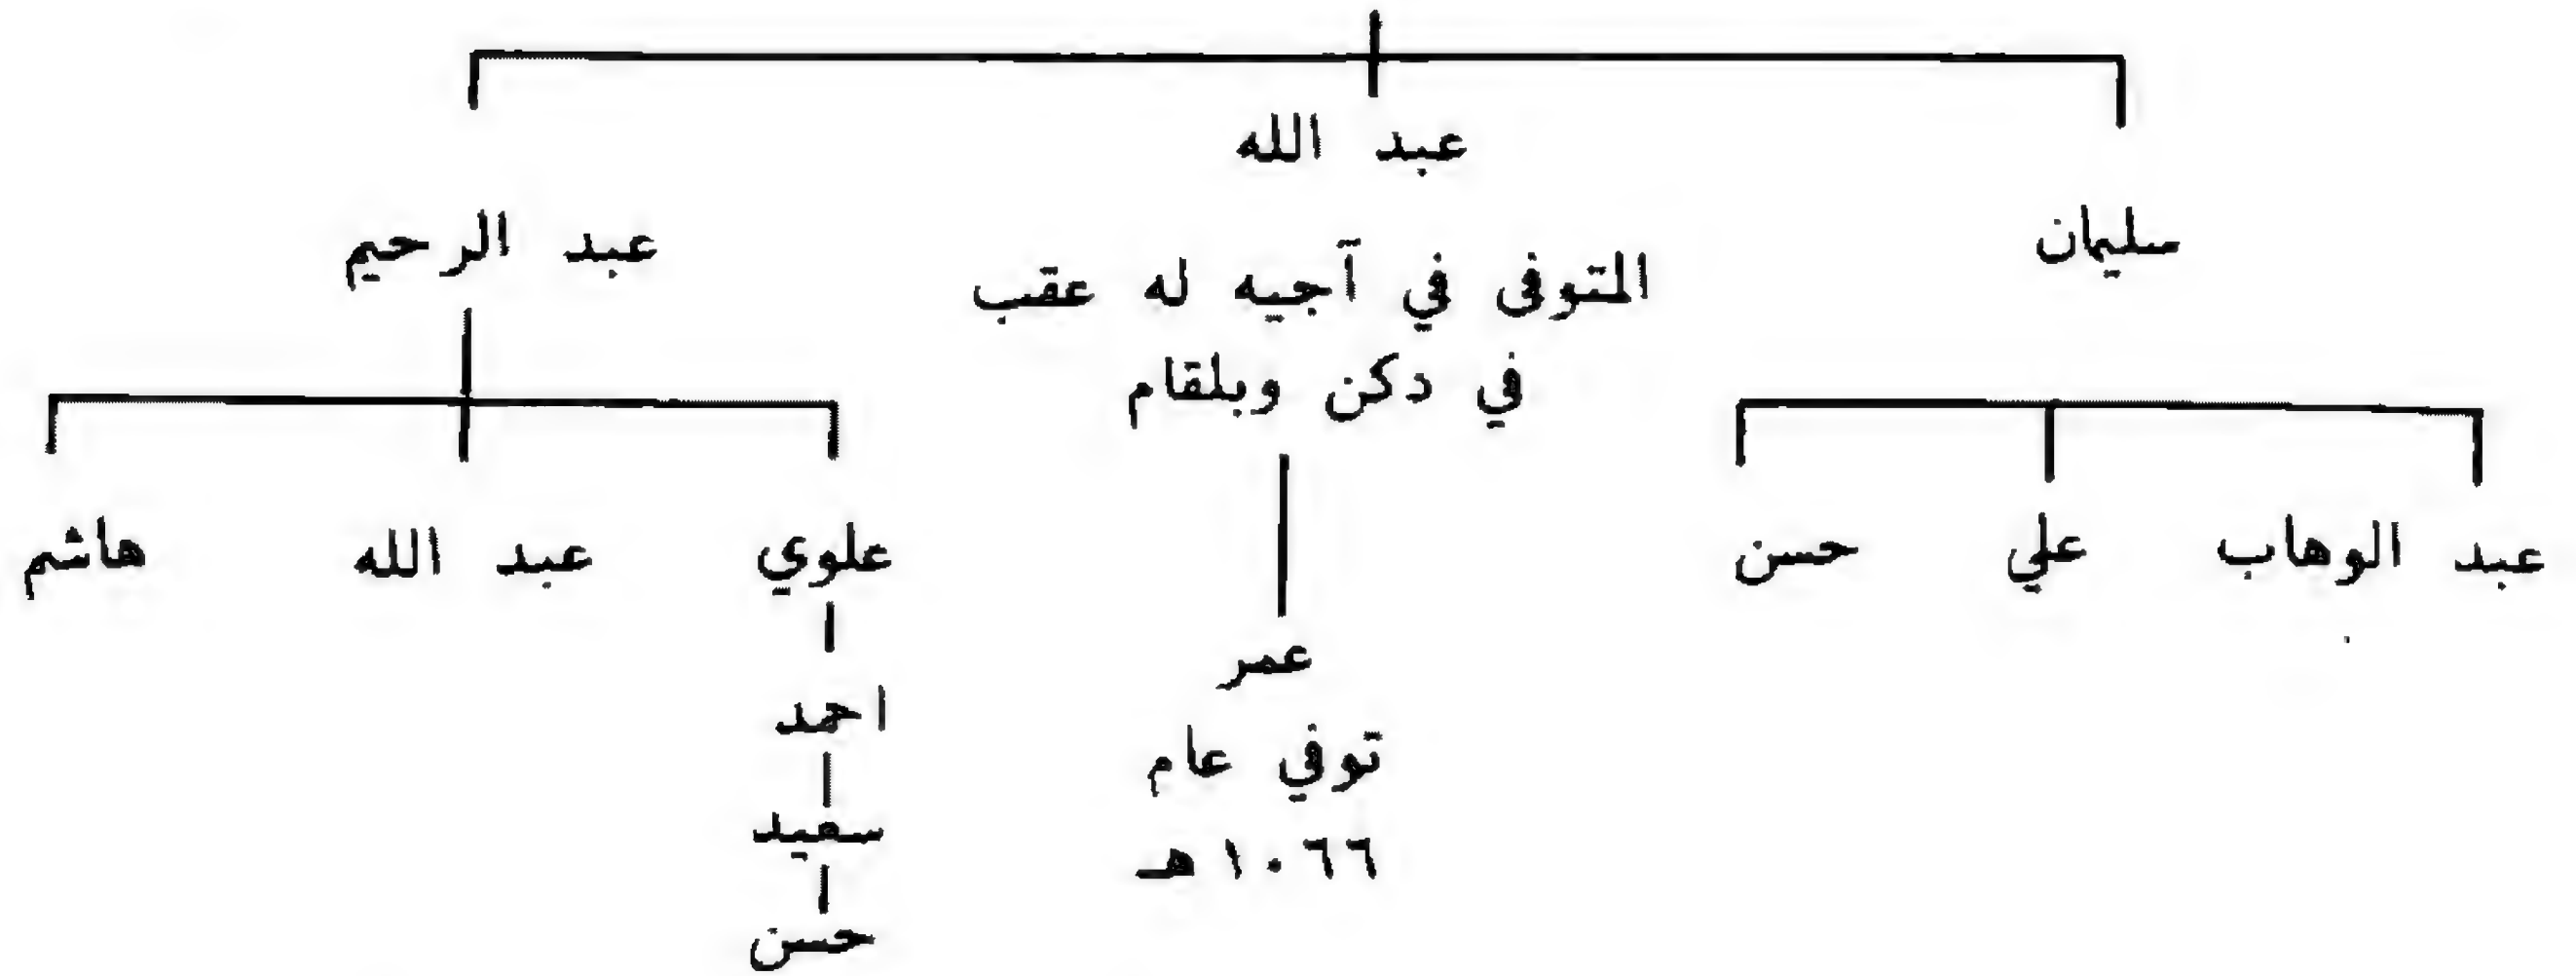 عبد الله
سليمان
عبد الرحيم
المتوفى في آجيه له عقب
في دكن وبلقام
عبد الوهاب
علي
حسن
علوي
عبد الله
هاشم
عمر
احمد
توفي عام
سعيد
١٠٦٦ هـ
حسن